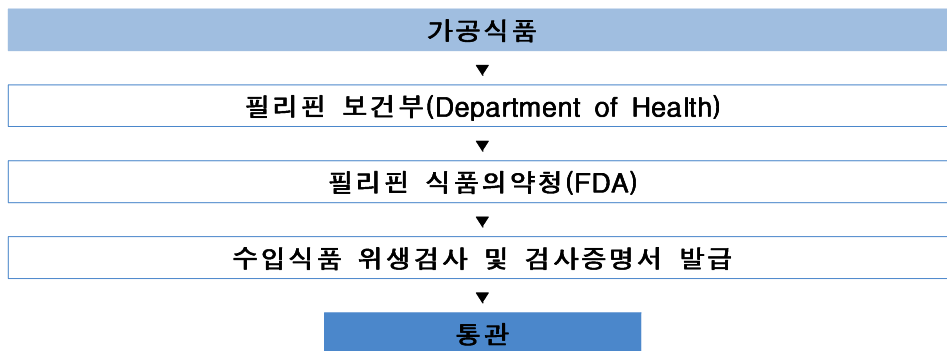 가공식품
▼
필리핀 보건부(Department of Health)
▼
필리핀 식품의약청(FDA)
▼
수입식품 위생검사 및 검사증명서 발급
▼
통관